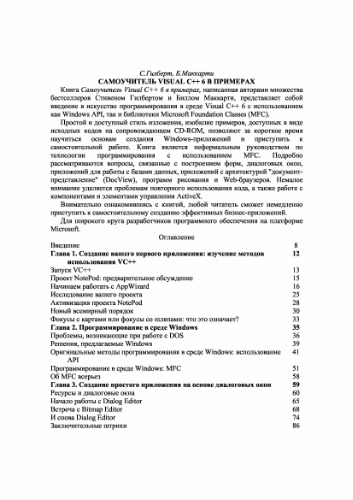 С.Гилберт, Б.Маккарти
САМОУЧИТЕЛЬ VISUAL C++ 6 В ПРИМЕРАХ
Книга Самоучитель Visual C++ 6 в примерах, написанная авторами множества
бестселлеров Стивеном Гилбертом и Биллом Маккарти, представляет собой
введение в искусство программирования в среде Visual C++ 6 с использованием
как Windows API, так и библиотеки Microsoft Foundation Classes (MFC).
Простой и доступный стиль изложения, изобилие примеров, доступных в виде
исходных кодов на сопровождающем CD-ROM, позволяют за короткое время
научиться основам создания Windows-приложений и приступить к
самостоятельной работе. Книга является неформальным руководством по
технологии программирования с использованием MFC. Подробно
рассматриваются вопросы, связанные с построением форм, диалоговых окон,
приложений для работы с базами данных, приложений с архитектурой "документ-
представление" (DocView), программ рисования и Web-браузеров. Немалое
внимание уделяется проблемам повторного использования кода, а также работе с
компонентами и элементами управления ActiveX.
Внимательно ознакомившись с книгой, любой читатель сможет немедленно
приступить к самостоятельному созданию эффективных бизнес-приложений.
Для широкого круга разработчиков программного обеспечения на платформе
Microsoft.
Оглавление
Введение 8
Глава 1. Создание вашего первого приложения: изучение методов 12
использования VC++
Запуск VC++ 13
Проект NotePod: предварительное обсуждение 15
Начинаем работать с AppWizard 16
Исследование вашего проекта 25
Активизация проекта NotePod 28
Новый всемирный порядок 30
Фокусы с картами или фокусы со шляпами: что это означает? 33
Глава 2. Программирование в среде Windows 35
Проблемы, возникающие при работе с DOS 36
Решения, предлагаемые Windows 39
Оригинальные методы программирования в среде Windows: использование 41
API
Программирование в среде Windows: MFC 51
Об MFC всерьез 58
Глава 3. Создание простого приложения на основе диалоговых окон 59
Ресурсы и диалоговые окна 60
Начало работы с Dialog Editor 65
Встреча с Bitmap Editor 68
И снова Dialog Editor 74
Заключительные штрихи 86